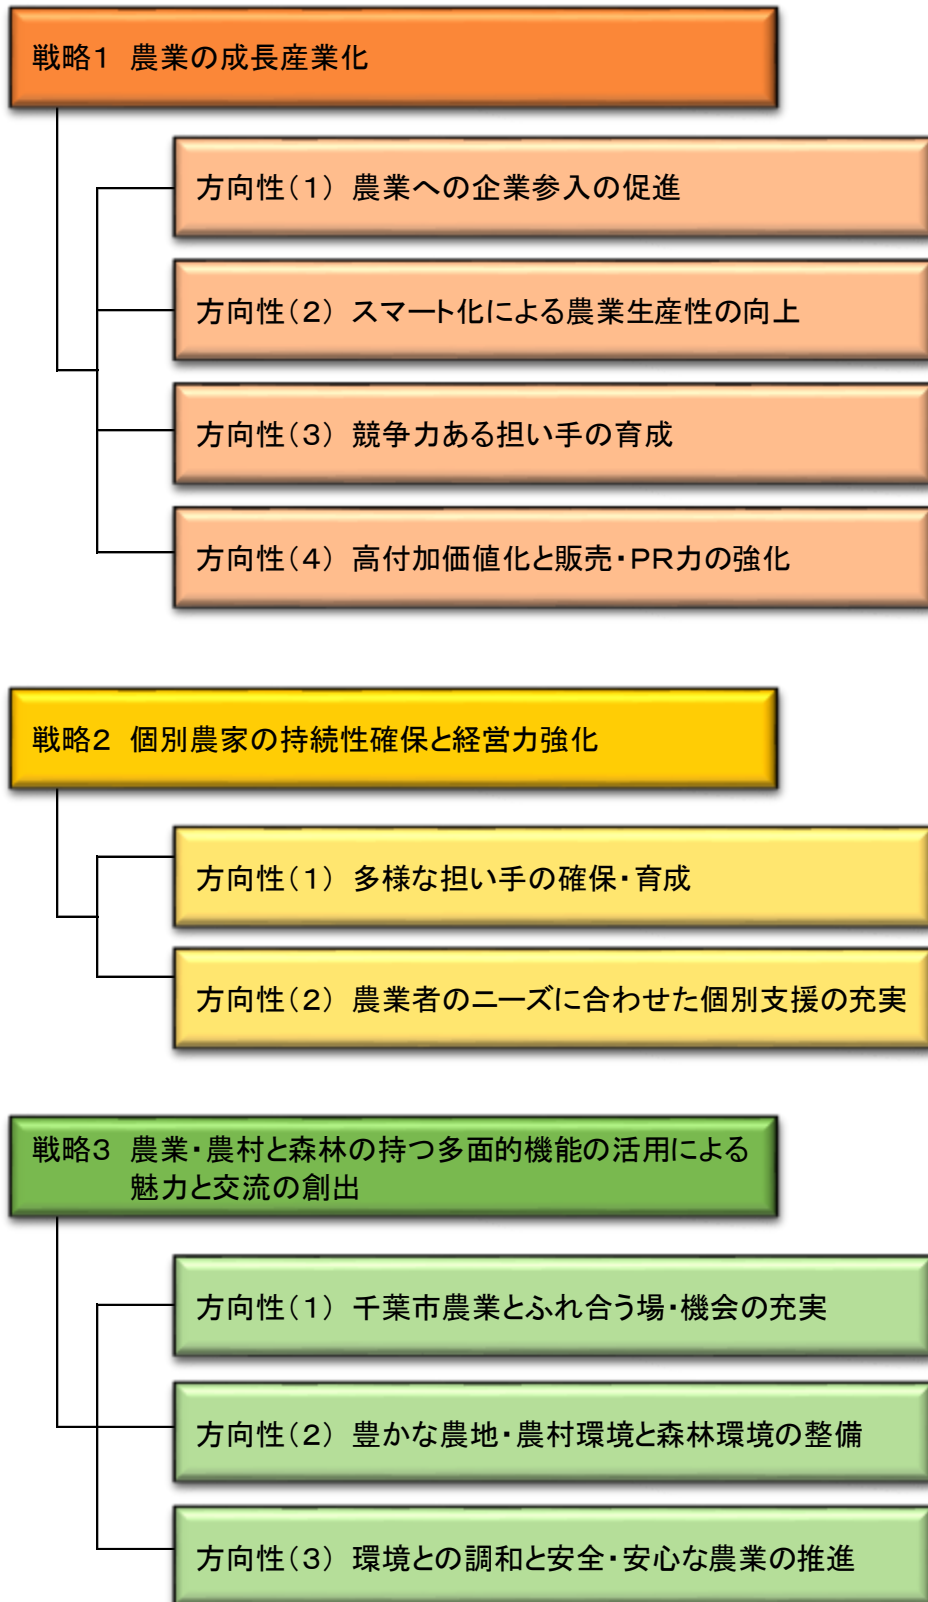 戦略1 農業の成長産業化
方向性(1) 農業への企業参入の促進
方向性(2) スマート化による農業生産性の向上
方向性(3) 競争力ある担い手の育成
方向性(4) 高付加価値化と販売・PR力の強化
戦略2 個別農家の持続性確保と経営力強化
方向性(1) 多様な担い手の確保・育成
方向性(2) 農業者のニーズに合わせた個別支援の充実
戦略3 農業・農村と森林の持つ多面的機能の活用による
魅力と交流の創出
方向性(1) 千葉市農業とふれ合う場・機会の充実
方向性(2) 豊かな農地・農村環境と森林環境の整備
方向性(3) 環境との調和と安全・安心な農業の推進